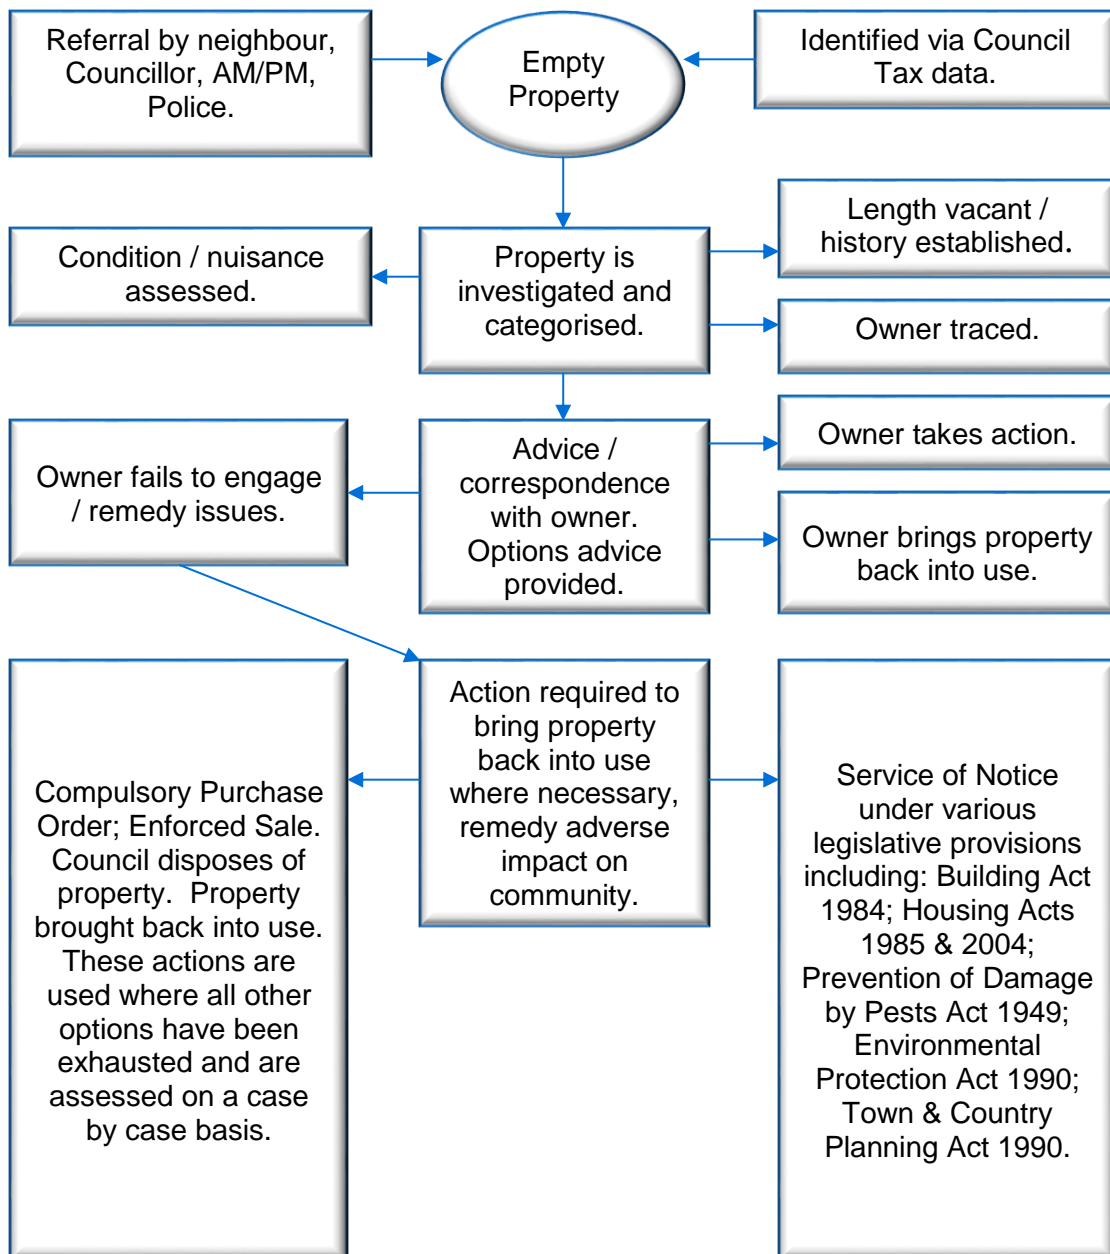 Referral by neighbour,
Councillor, AM/PM,
Police.
Empty
Property
Identified via Council
Tax data.
Condition / nuisance
assessed.
Property is
investigated and
categorised.
Length vacant /
history established.
Owner traced.
Owner fails to engage
/ remedy issues.
Advice /
correspondence
with owner.
Options advice
provided.
Owner takes action.
Owner brings property
back into use.
Compulsory Purchase
Order; Enforced Sale.
Council disposes of
property.  Property
brought back into use.
These actions are
used where all other
options have been
exhausted and are
assessed on a case
by case basis.
Action required to
bring property
back into use
where necessary,
remedy adverse
impact on
community.
Service of Notice
under various
legislative provisions
including: Building Act
1984; Housing Acts
1985 & 2004;
Prevention of Damage
by Pests Act 1949;
Environmental
Protection Act 1990;
Town & Country
Planning Act 1990.